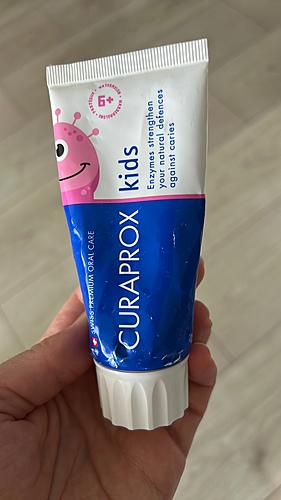 6+
Enzymes strengthen
your natural defences
against caries
kids
CURAPROX
SWISS PREMIUM ORAL CARE